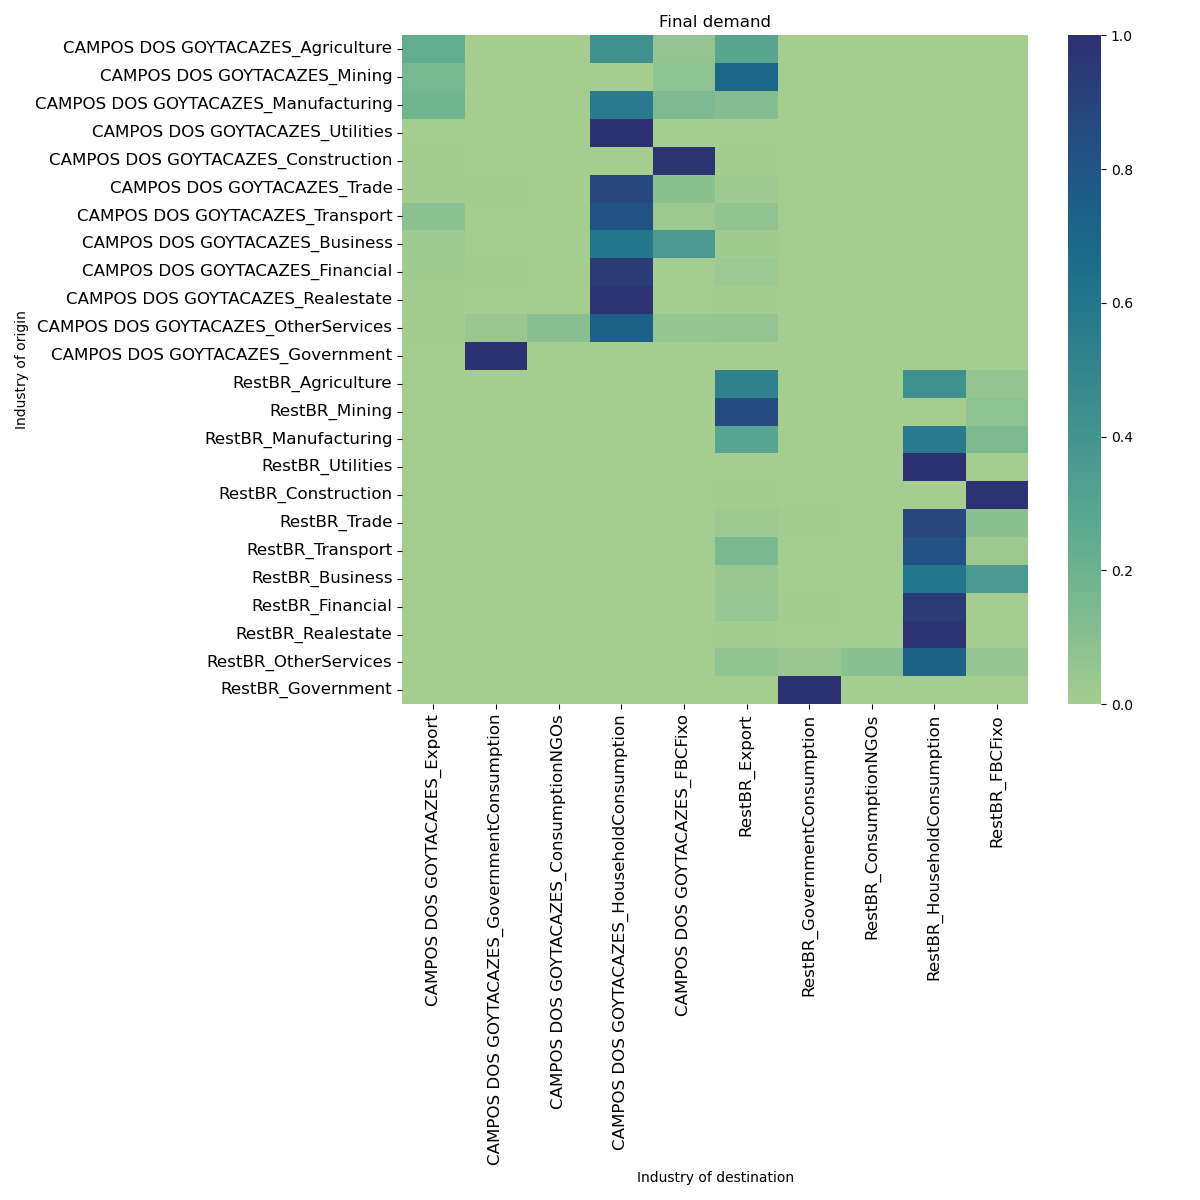 Final demand
Industry of origin
CAMPOS DOS GOYTACAZES_Agriculture
CAMPOS DOS GOYTACAZES_Mining
CAMPOS DOS GOYTACAZES_Manufacturing
CAMPOS DOS GOYTACAZES_Utilities
CAMPOS DOS GOYTACAZES_Construction
CAMPOS DOS GOYTACAZES_Trade
CAMPOS DOS GOYTACAZES_Transport
CAMPOS DOS GOYTACAZES_Business
CAMPOS DOS GOYTACAZES_Financial
CAMPOS DOS GOYTACAZES_Realestate
CAMPOS DOS GOYTACAZES_OtherServices
CAMPOS DOS GOYTACAZES_Government
RestBR_Agriculture
RestBR_Mining
RestBR_Manufacturing
RestBR_Utilities
RestBR_Construction
RestBR_Trade
RestBR_Transport
RestBR_Business
RestBR_Financial
RestBR_Realestate
RestBR_OtherServices
RestBR_Government
1.0
0.8
0.6
0.4
0.2
0.0
CAMPOS DOS GOYTACAZES_Export
CAMPOS DOS GOYTACAZES_GovernmentConsumption
CAMPOS DOS GOYTACAZES_ConsumptionNGOs
CAMPOS DOS GOYTACAZES_HouseholdConsumption
CAMPOS DOS GOYTACAZES_FBCFixo
RestBR_Export
RestBR_GovernmentConsumption
RestBR_ConsumptionNGOs
RestBR_HouseholdConsumption
RestBR_FBCFixo
Industry of destination